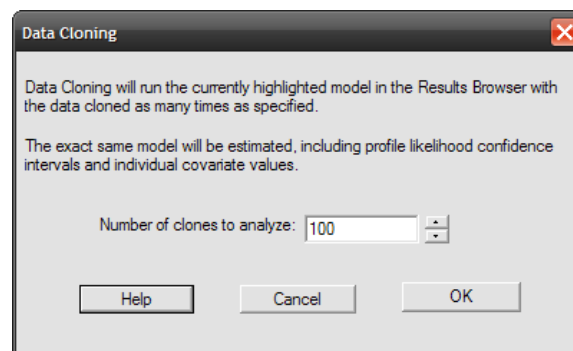 Data Cloning
Data Cloning will run the currently highlighted model in the Results Browser with
the data cloned as many times as specified.
The exact same model will be estimated, including profile likelihood confidence
intervals and individual covariate values.
Number of clones to analyze: 100
Help Cancel OK